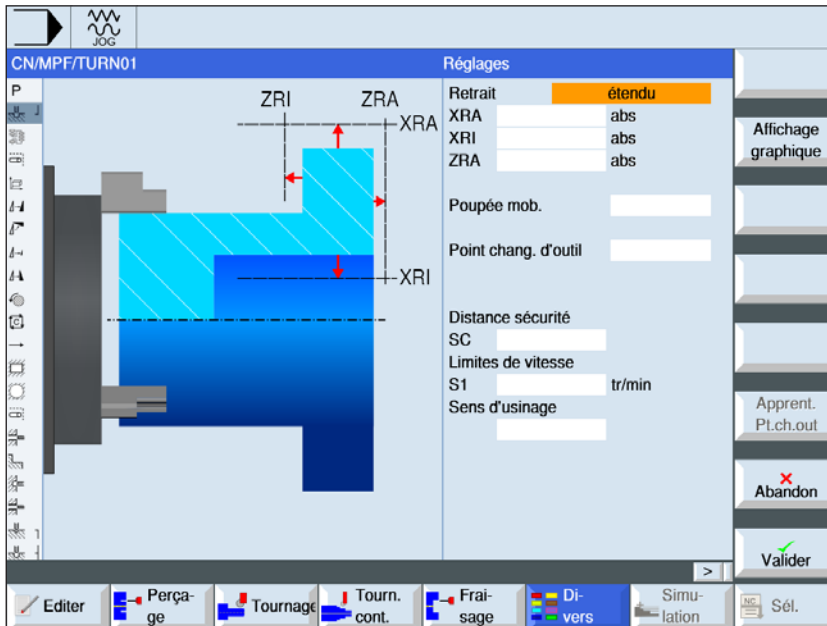 JOG
CN/MPF/TURN01
Réglages
P
ZRI
ZRA
XRA
XRI
Retrait étendu
XRA abs
XRI abs
ZRA abs
Poupée mob.
Point chang. d'outil
Distance sécurité
SC
Limites de vitesse
S1 tr/min
Sens d'usinage
Affichage
graphique
Apprent.
Pt.ch.out
Abandon
Valider
>
Editer
Perça-
ge
Tournage
Tourn.
cont.
Frai-
sage
Di-
vers
Simu-
lation
NC
Sél.